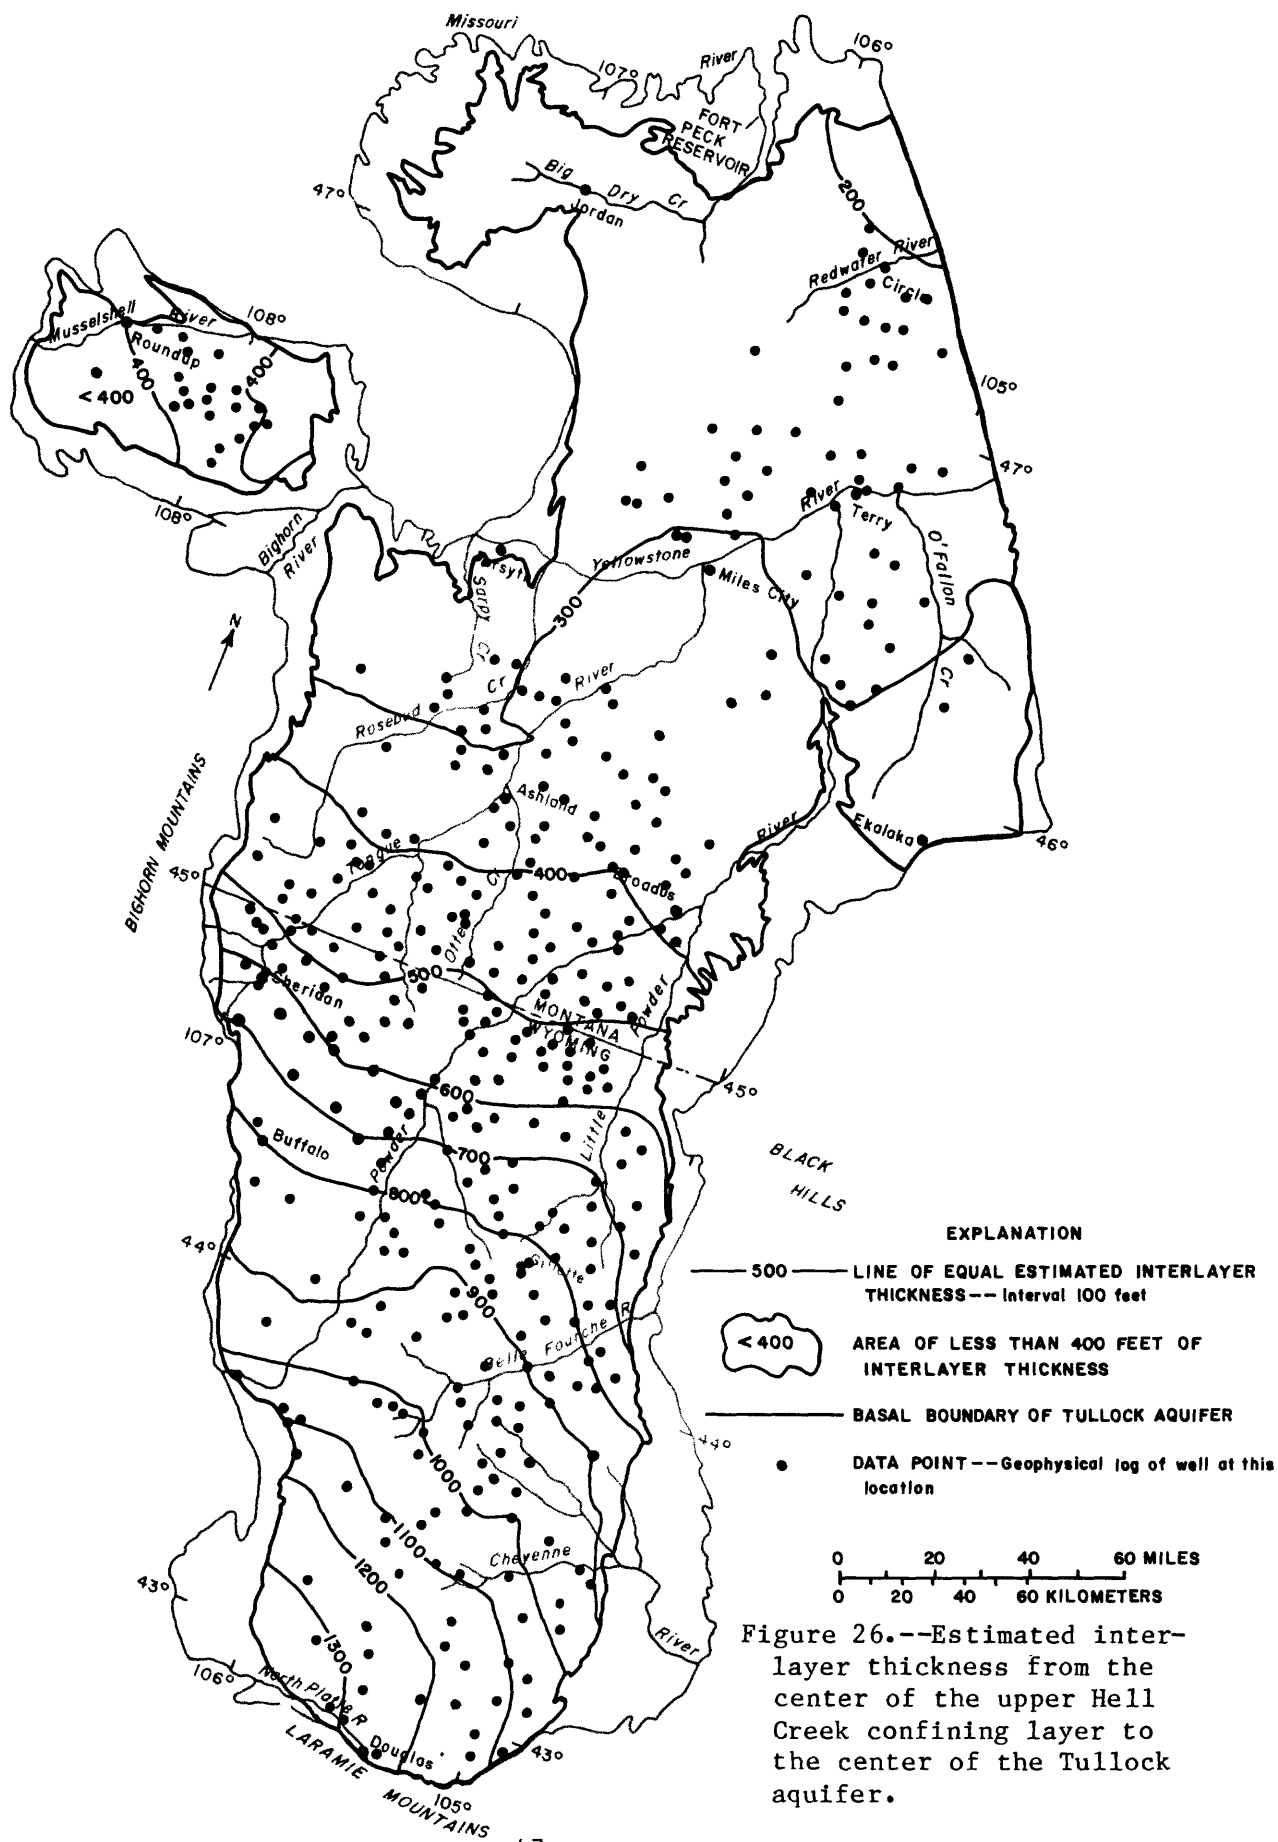 Missouri
River
107°
106°
FORT
PECK
RESERVOIR
Big Dry Cr
Jordan
47°
200
Redwater River
Circle
108°
Musselshell River
Roundup
400
400
< 400
105°
47°
108°
Bighorn
River
Forsyth
Yellowstone
River
Terry
Miles City
O'Fallon
Cr
Sarpy Cr
300
N
Rosebud
Cr
River
BIGHORN MOUNTAINS
Ashland
Tongue
River
Ekalaka
46°
45°
400
Broadus
Otter
Cr
500
Sheridan
MONTANA
WYOMING
Powder
107°
45°
600
Little
Buffalo
Powder
700
800
BLACK
HILLS
44°
Gillette
900
Belle Fourche R
44°
1000
1100
1200
Cheyenne
43°
1300
River
106°
North Platte R
Douglas
43°
LARAMIE
MOUNTAINS
105°
EXPLANATION
500 LINE OF EQUAL ESTIMATED INTERLAYER
THICKNESS-- Interval 100 feet
< 400 AREA OF LESS THAN 400 FEET OF
INTERLAYER THICKNESS
BASAL BOUNDARY OF TULLOCK AQUIFER
DATA POINT--Geophysical log of well at this
location
0 20 40 60 MILES
0 20 40 60 KILOMETERS
Figure 26.--Estimated inter-
layer thickness from the
center of the upper Hell
Creek confining layer to
the center of the Tullock
aquifer.